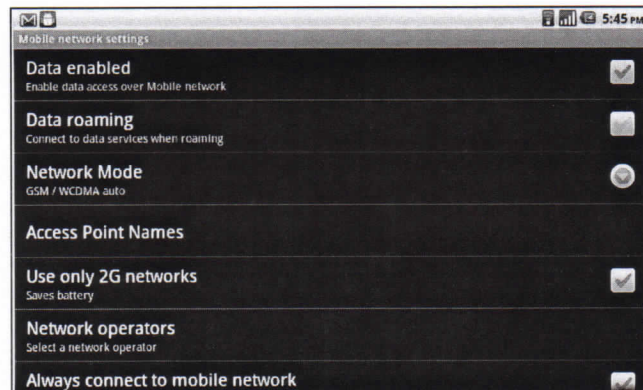 5:45 PM
Mobile network settings
Data enabled
Enable data access over Mobile network
Data roaming
Connect to data services when roaming
Network Mode
GSM / WCDMA auto
Access Point Names
Use only 2G networks
Saves battery
Network operators
Select a network operator
Always connect to mobile network